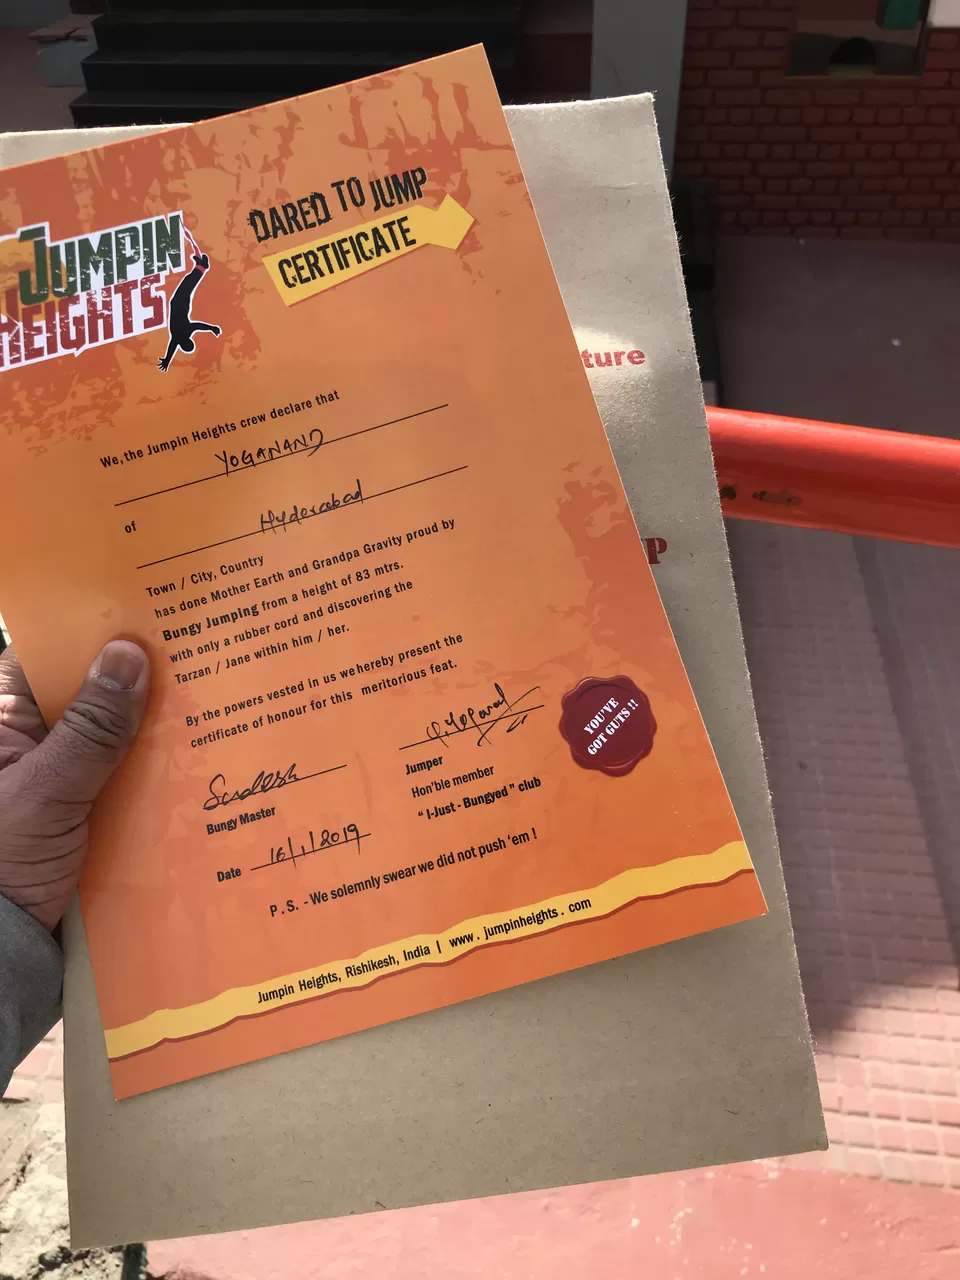 JUMPIN
HEIGHTS
DARED TO JUMP
CERTIFICATE
ture
P
We, the Jumpin Heights crew declare that
YOGANAND
of
Hyderabad
Town / City, Country
has done Mother Earth and Grandpa Gravity proud by
Bungy Jumping from a height of 83 mtrs.
with only a rubber cord and discovering the
Tarzan / Jane within him / her.
By the powers vested in us we hereby present the
certificate of honour for this meritorious feat.
Sudesh
Bungy Master
Jumper
Hon'ble member
" I-Just - Bungyed " club
YOU'VE
GOT GUTS !!
Date 16/1/2019
P.S. - We solemnly swear we did not push 'em !
Jumpin Heights, Rishikesh, India | www . jumpinheights . com